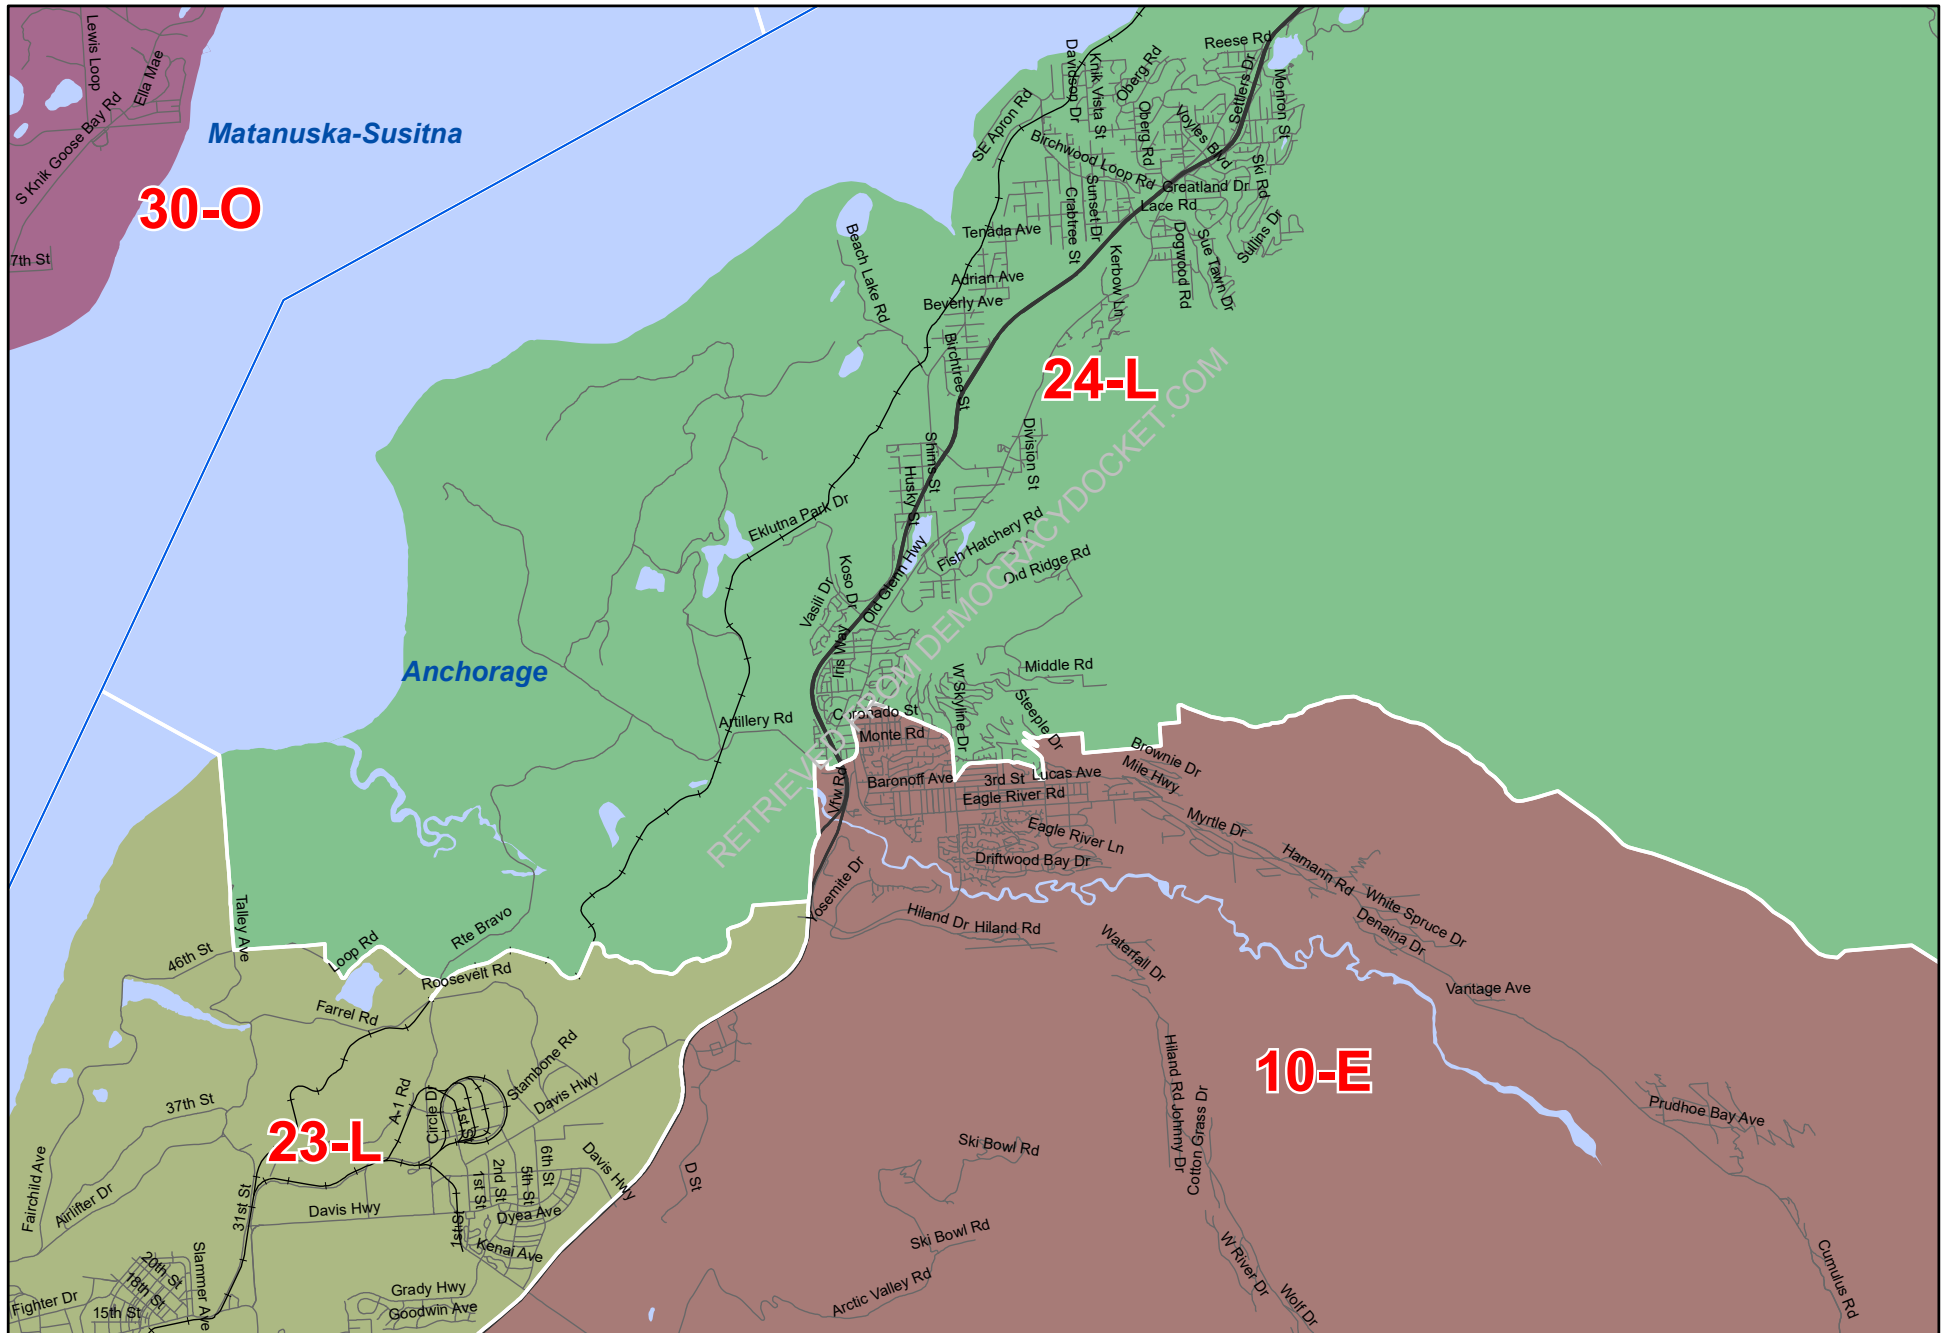 Lewis Loop
Ella Mae
S Knik Goose Bay Rd
7th St
30-O
Matanuska-Susitna
Anchorage
Reese Rd
Davidson Dr
Knik Vista St
Oberg Rd
Oberg Rd
Voyles Blvd
Settlers Dr
Monron St
SE Apron Rd
Birchwood Loop Rd
Ski Rd
Greatland Dr
Lace Rd
Crabtree St
Sunset Dr
Tenada Ave
Beach Lake Rd
Kerbow Ln
Dogwood Rd
Sue Tawn Dr
Sullins Dr
Adrian Ave
Beverly Ave
Birchtree St
24-L
Shims St
Division St
Husky St
Eklutna Park Dr
Fish Hatchery Rd
Old Glenn Hwy
Old Ridge Rd
Koso Dr
Vasili Dr
Iris Way
Middle Rd
W Skyline Dr
Steeple Dr
RETRIEVED FROM DEMOCRACYDOCKET.COM
Artillery Rd
Coronado St
Monte Rd
Brownie Dr
Mile Hwy
Baronoff Ave
3rd St
Lucas Ave
Vfw Rd
Eagle River Rd
Myrtle Dr
Eagle River Ln
Driftwood Bay Dr
Hamann Rd
White Spruce Dr
Denaina Dr
Yosemite Dr
Hiland Dr
Hiland Rd
Waterfall Dr
Vantage Ave
Talley Ave
46th St
Loop Rd
Rte Bravo
Roosevelt Rd
Farrel Rd
37th St
A-1 Rd
Circle Dr
1st St
Stambone Rd
Davis Hwy
23-L
10-E
Hiland Rd
Johnny Dr
Cotton Grass Dr
Prudhoe Bay Ave
Ski Bowl Rd
Ski Bowl Rd
Arctic Valley Rd
D St
W River Dr
Wolf Dr
Cumulus Rd
Fairchild Ave
Airlifter Dr
31st St
Davis Hwy
1st St
2nd St
5th St
6th St
Davis Hwy
Dyea Ave
1st St
Kenai Ave
Slammer Ave
20th St
18th St
15th St
Fighter Dr
Grady Hwy
Goodwin Ave